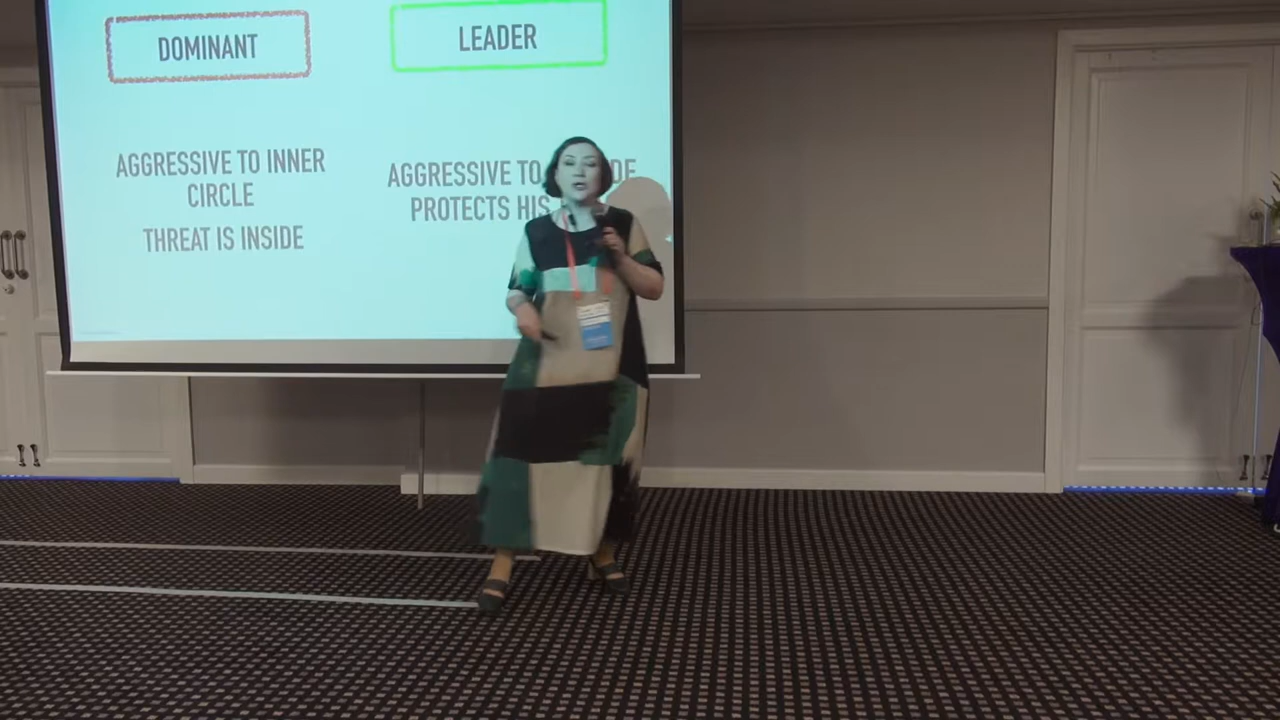 DOMINANT
AGGRESSIVE TO INNER
CIRCLE
THREAT IS INSIDE
LEADER
AGGRESSIVE TO
PROTECTS HIS